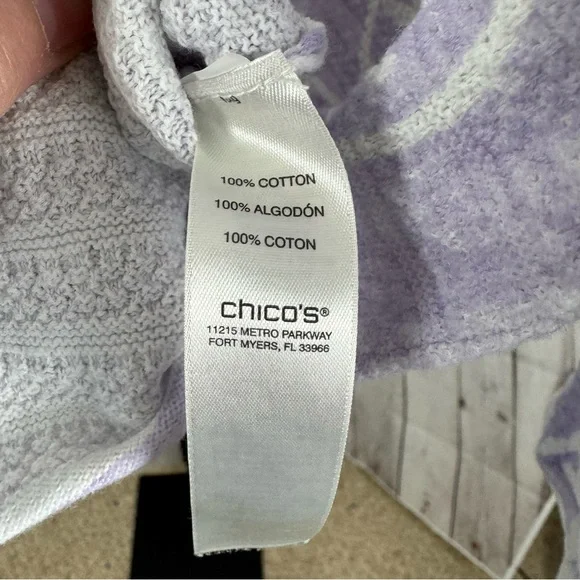 100% COTTON
100% ALGODÓN
100% COTON
chico's®
11215 METRO PARKWAY
FORT MYERS, FL 33966